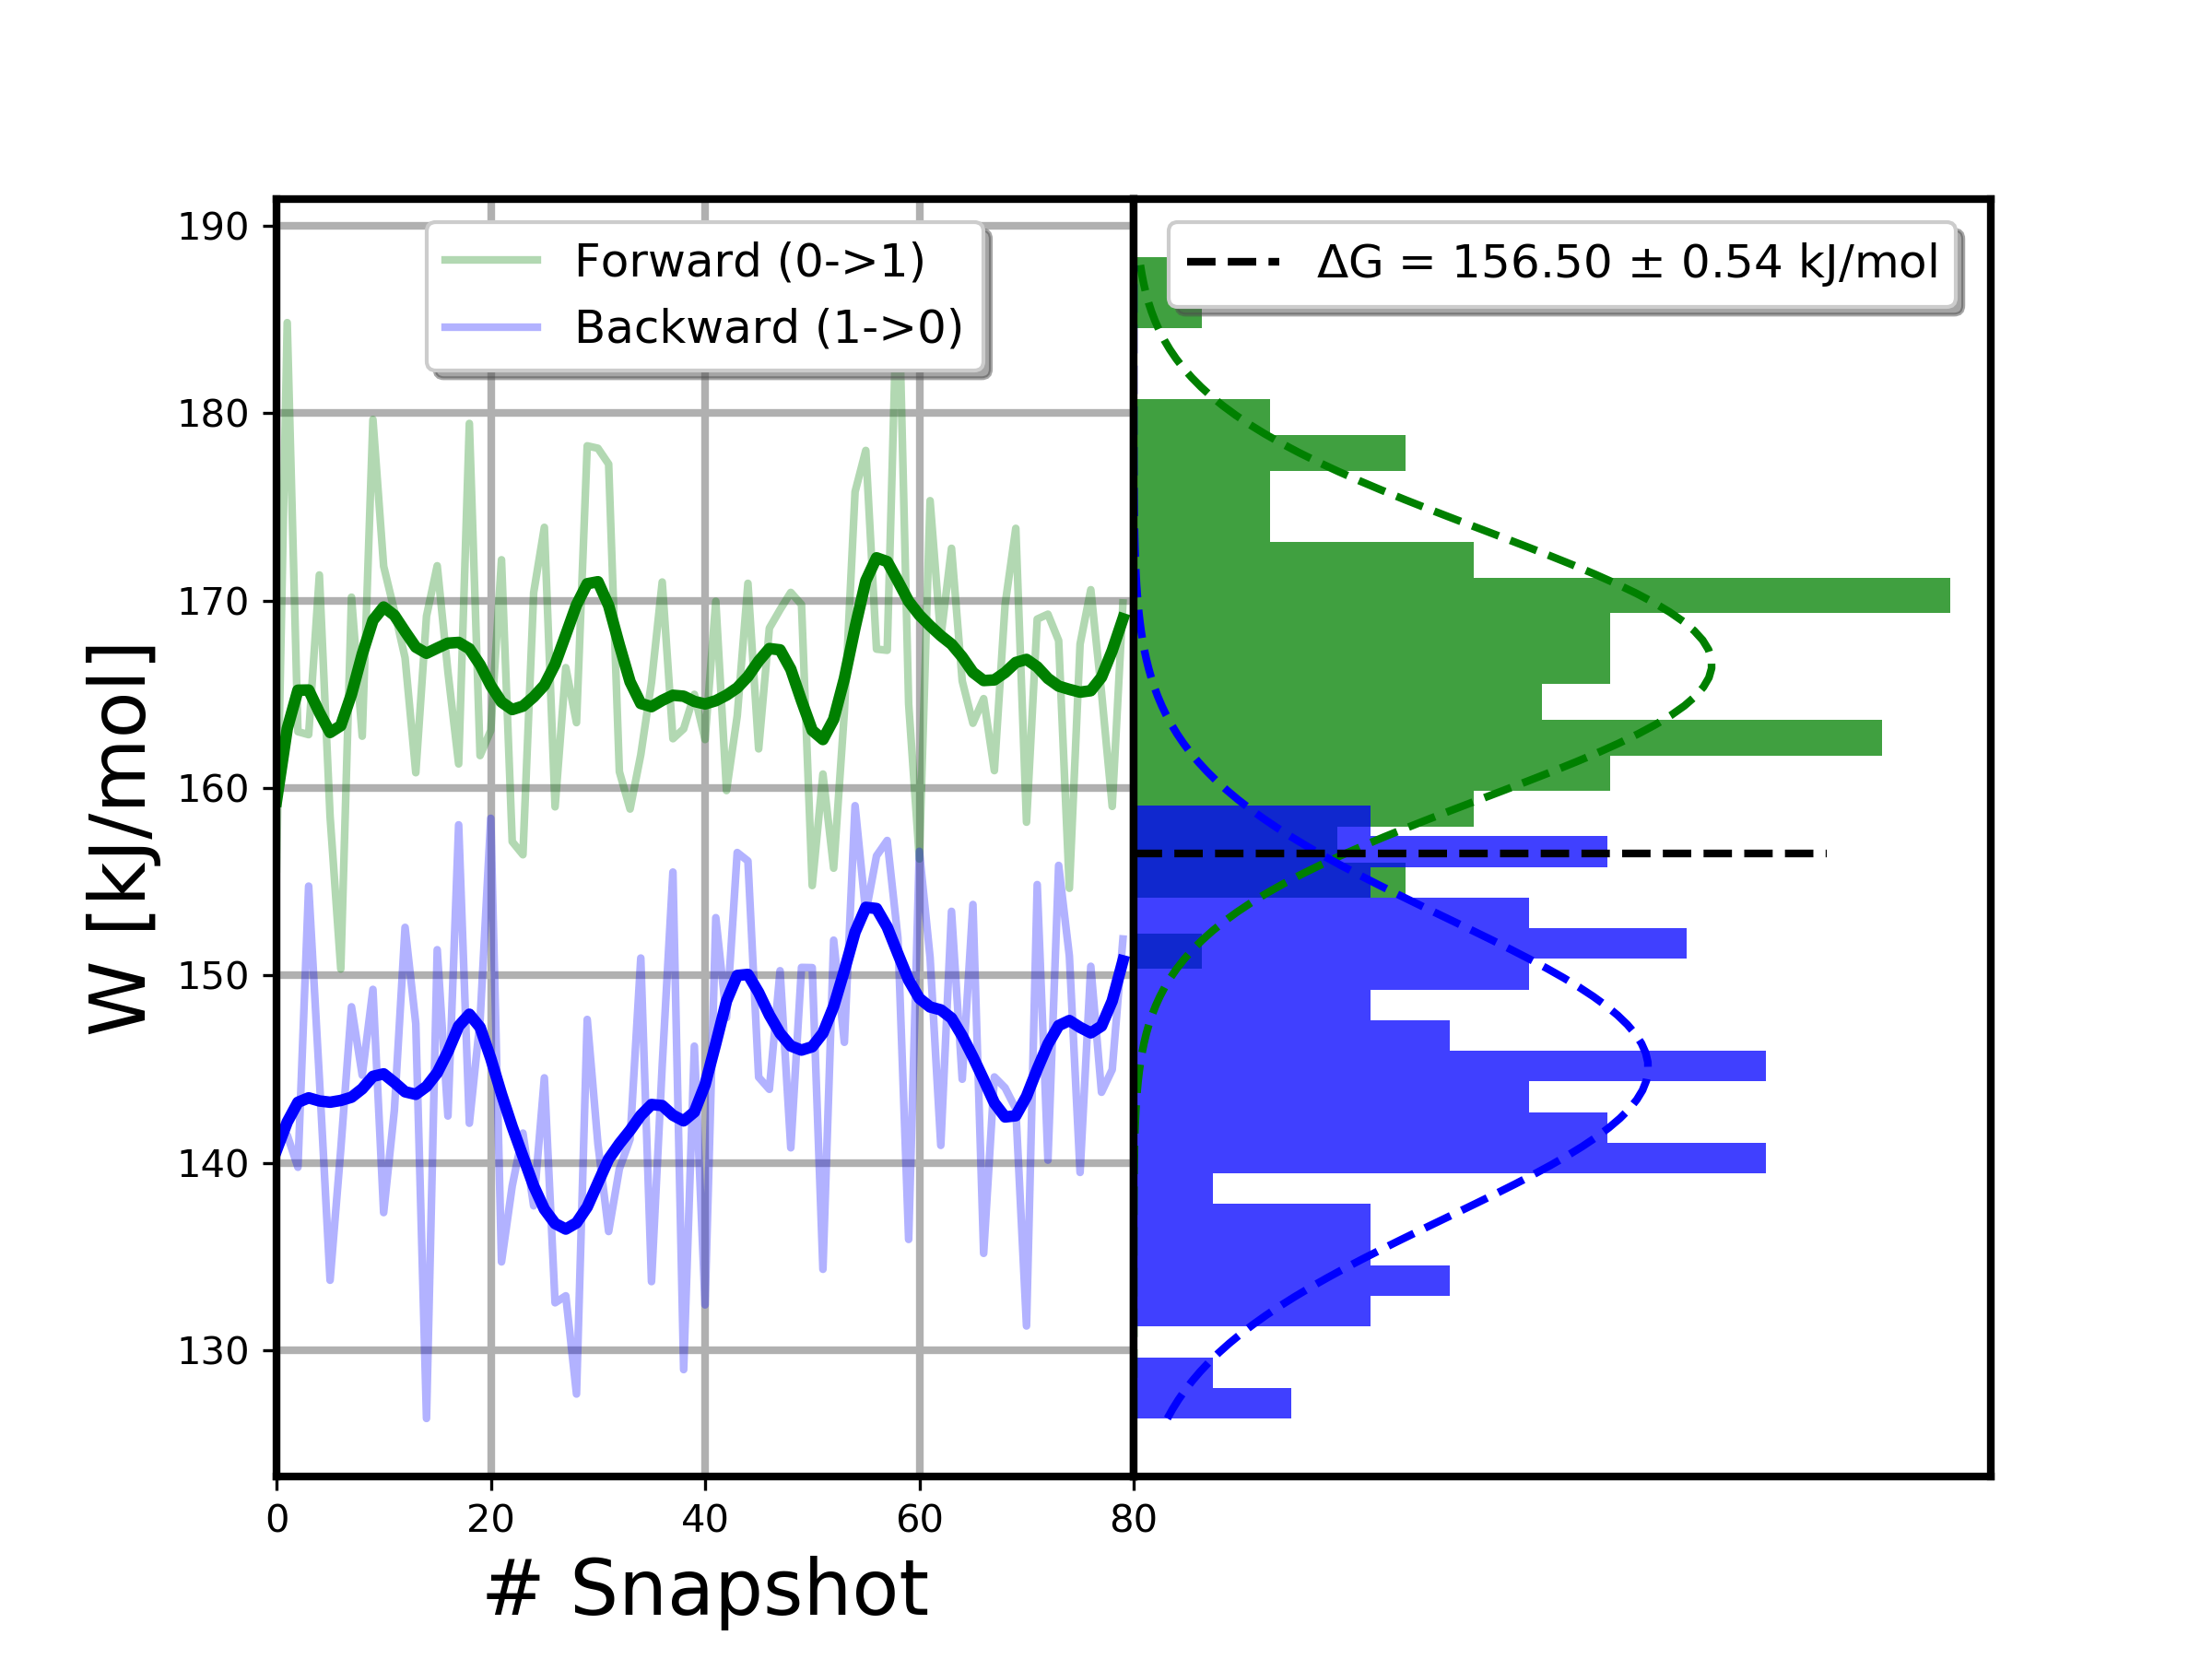 Forward (0->1)
Backward (1->0)
ΔG = 156.50 ± 0.54 kJ/mol
190
180
170
160
150
140
130
W [kJ/mol]
0 20 40 60 80
# Snapshot